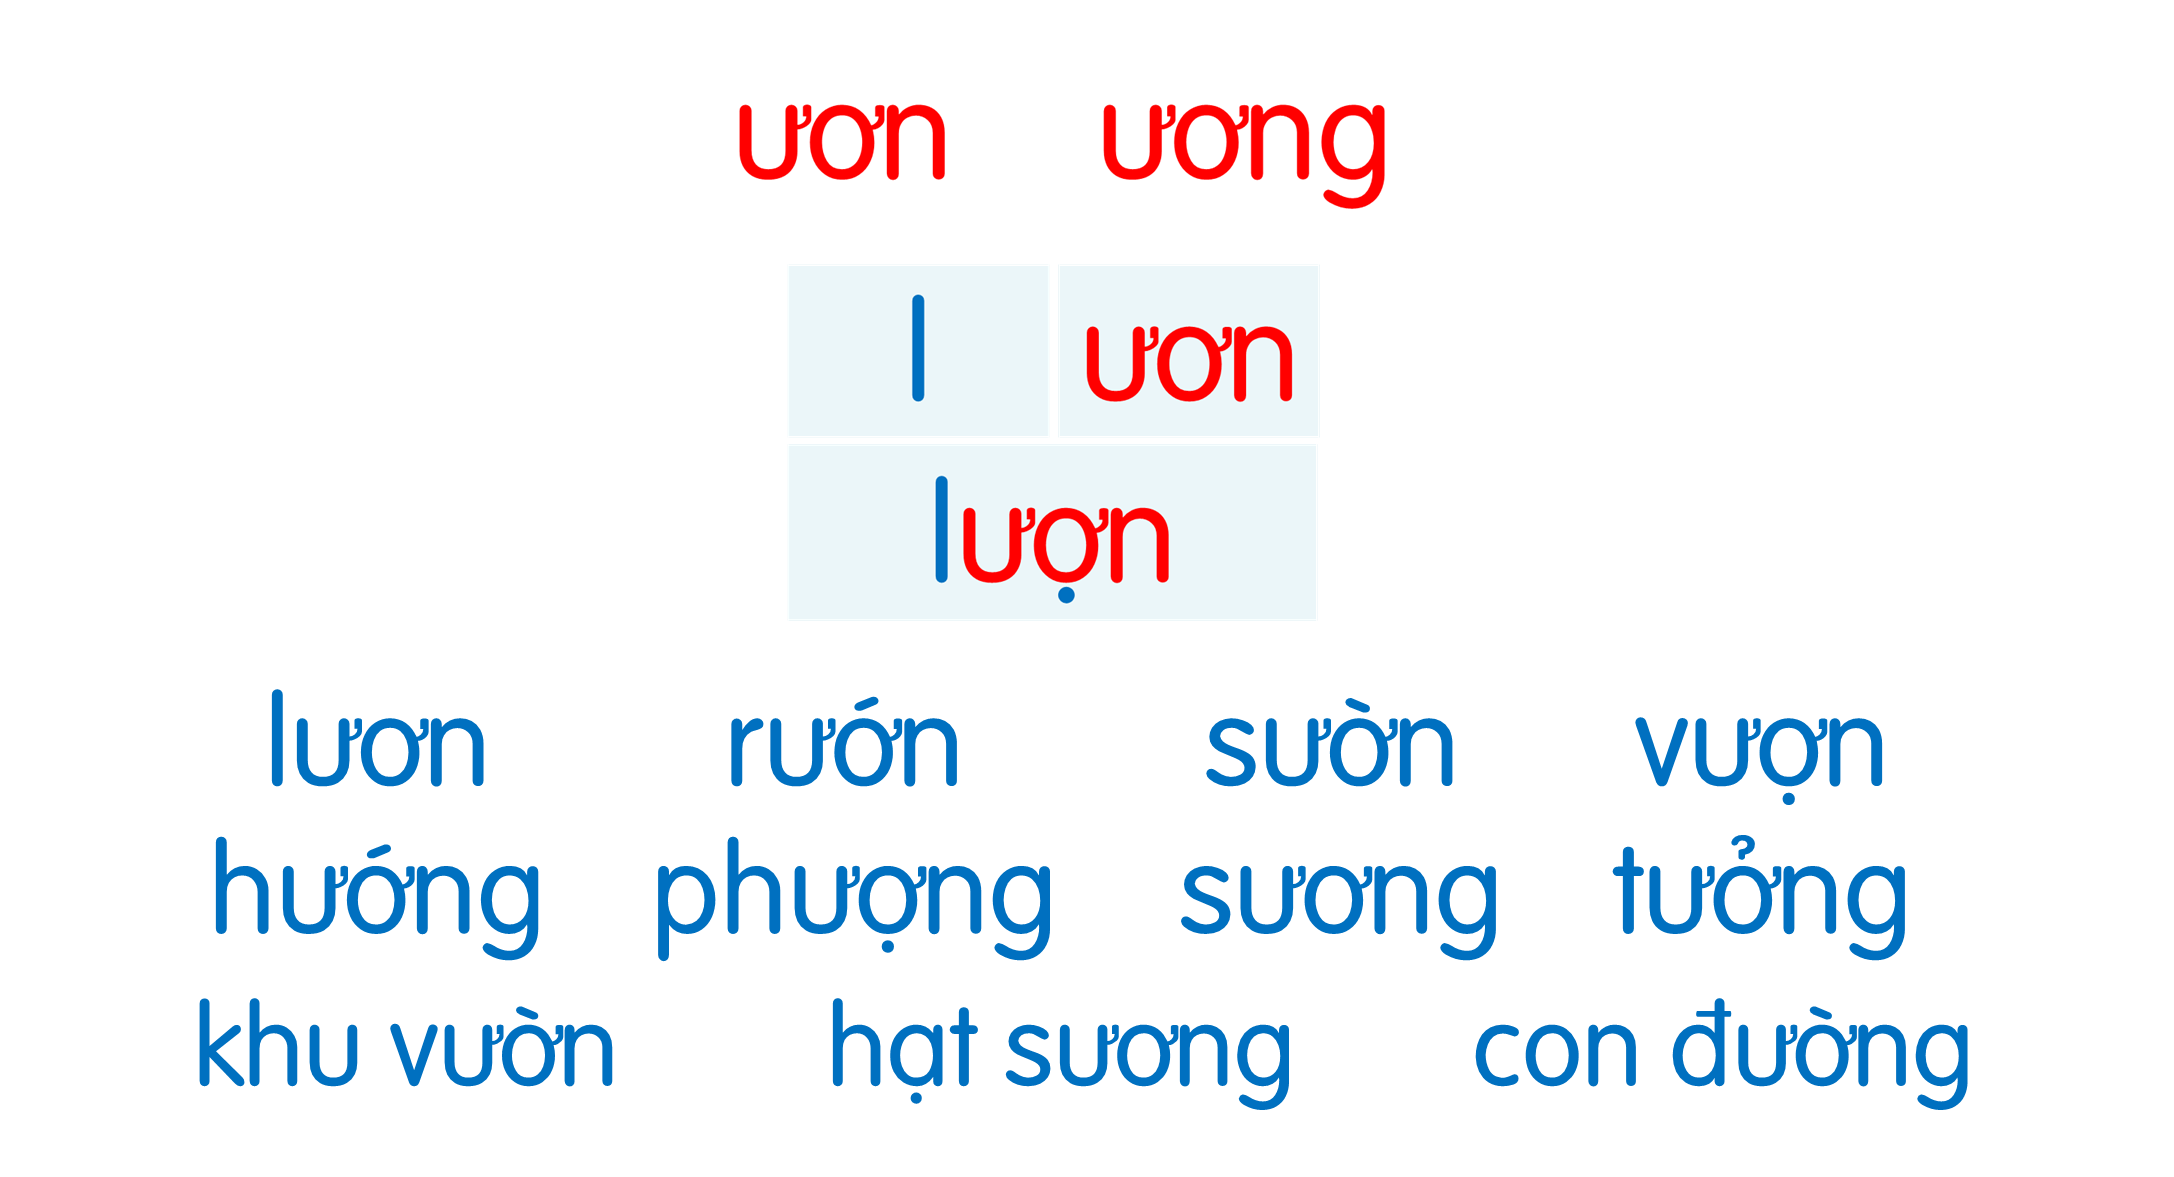 ươn ương
l ươn
lượn
lươn rướn sườn vượn
hướng phượng sương tưởng
khu vườn hạt sương con đường